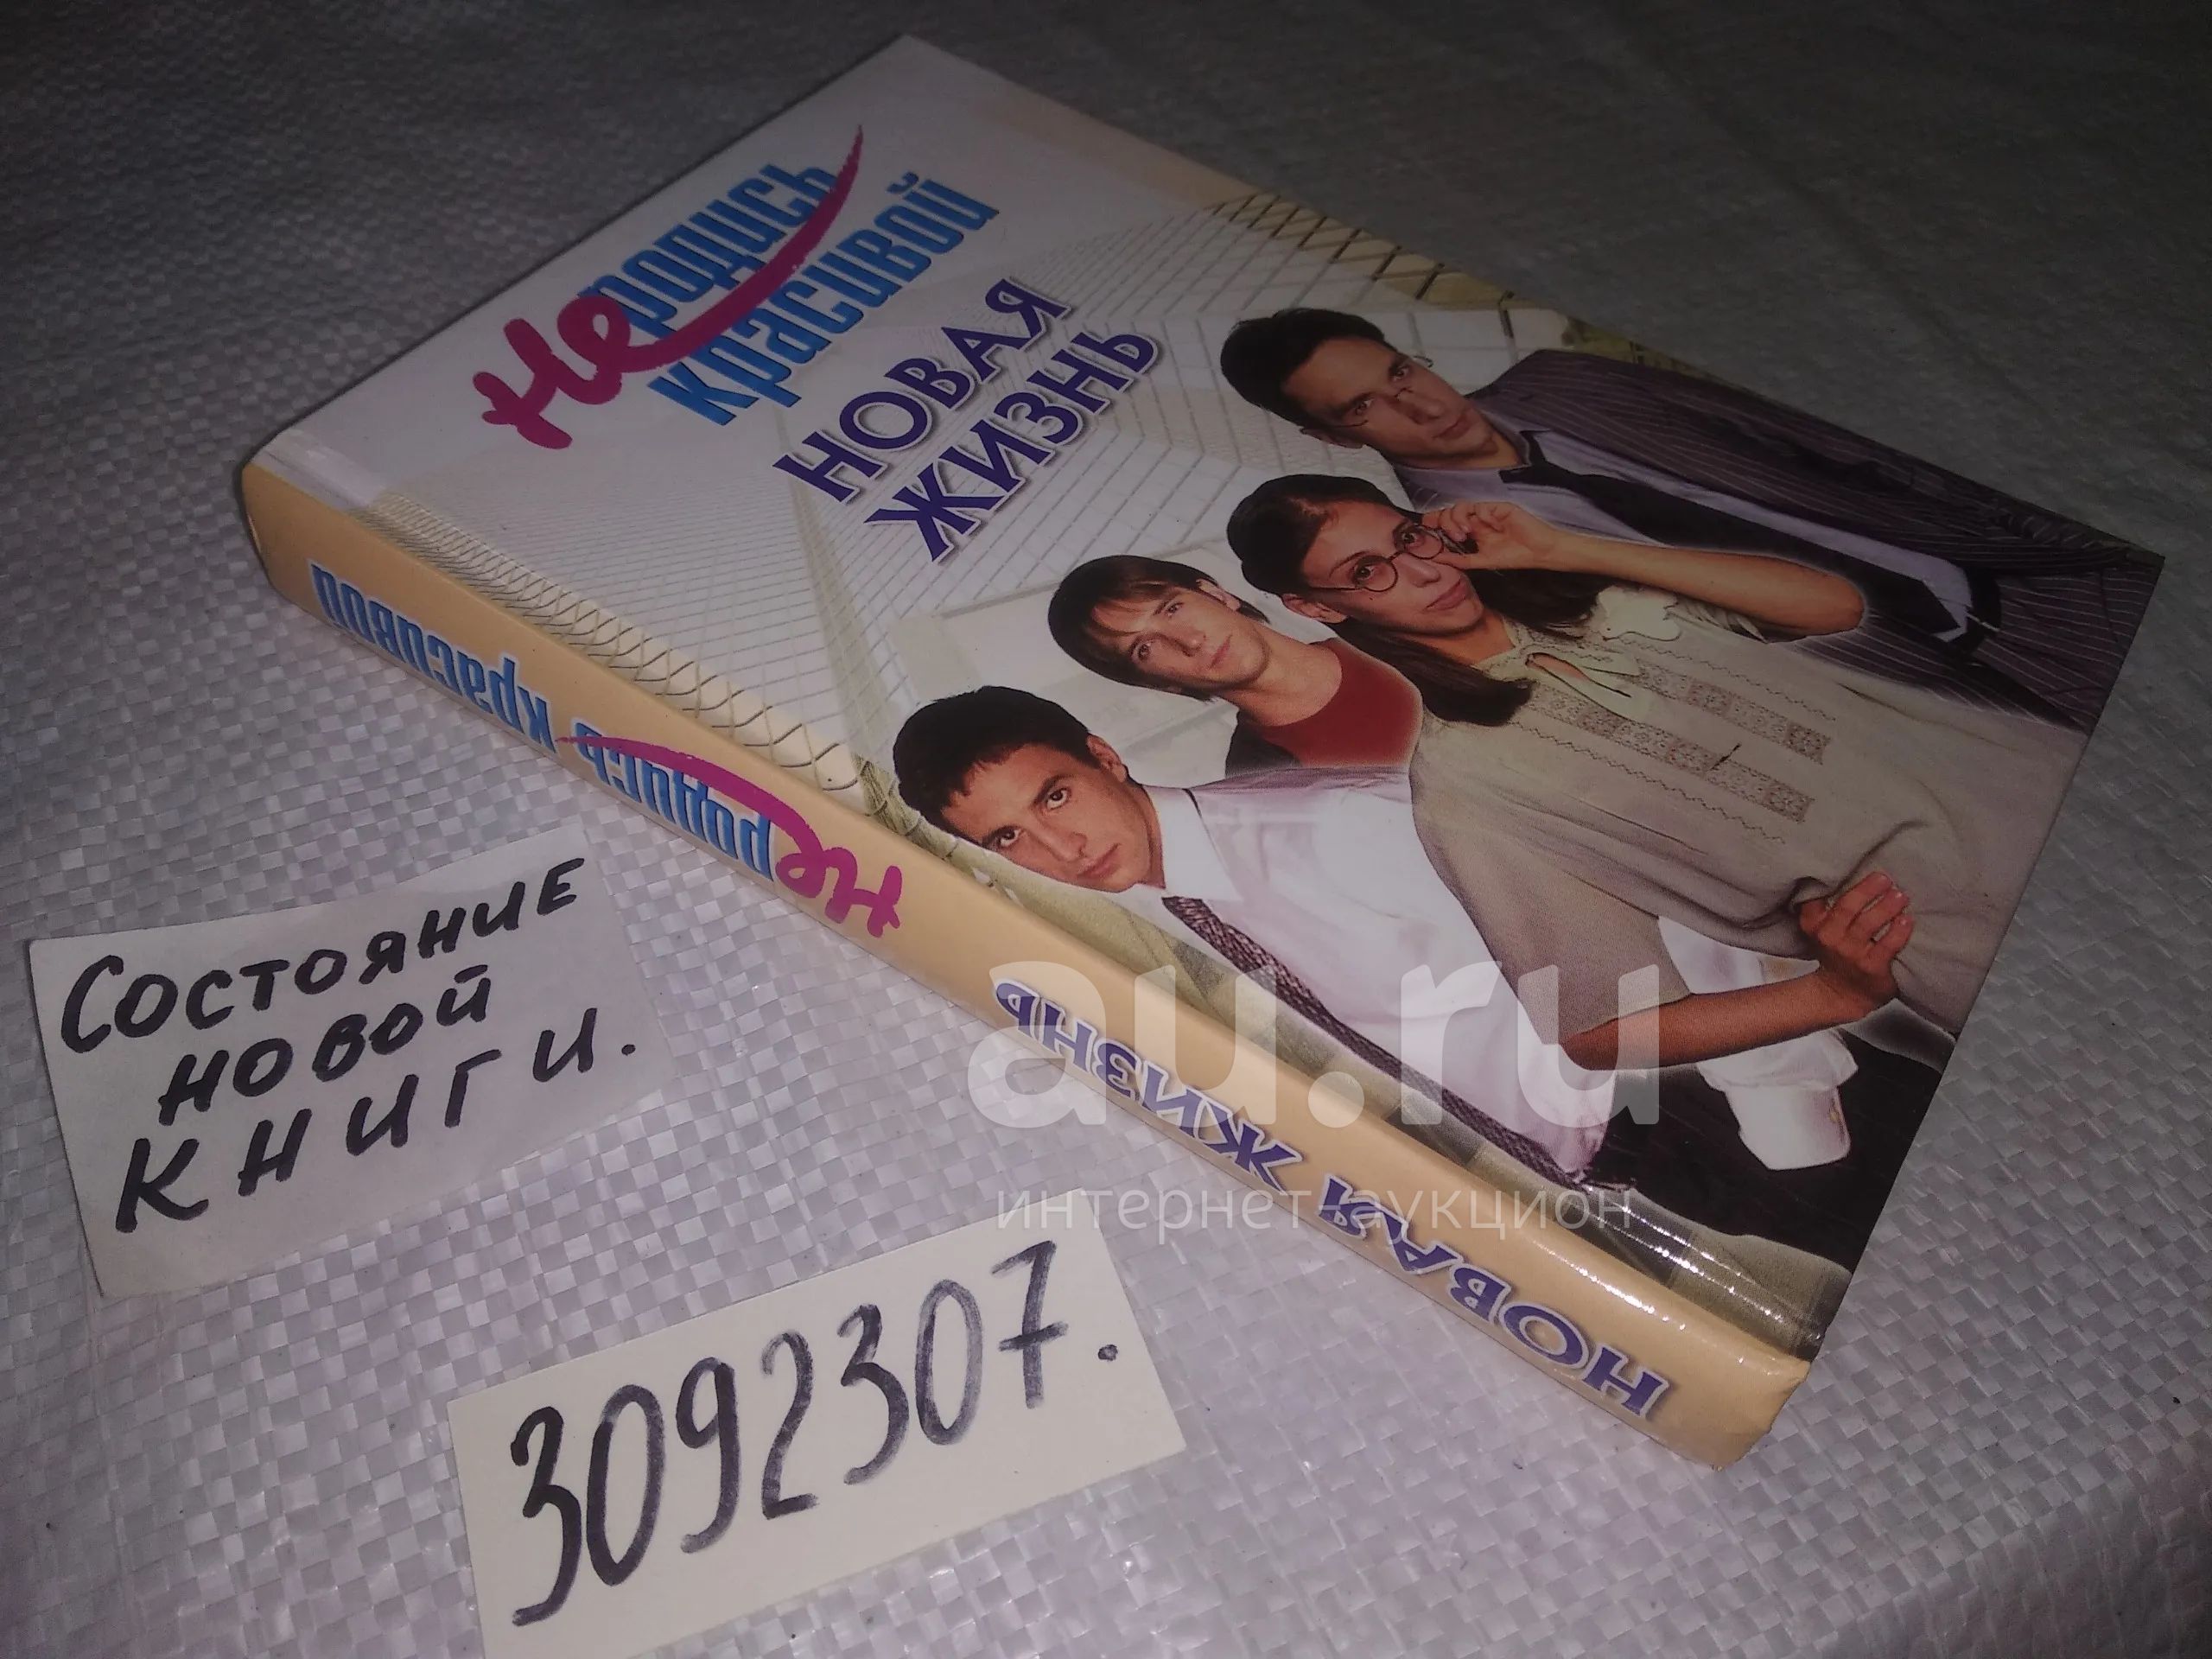 Не родись
красивой
НОВАЯ
ЖИЗНЬ
Не родись красивой
НОВАЯ ЖИЗНЬ
Состояние
новой
книги.
3092307.
au.ru
интернет аукцион